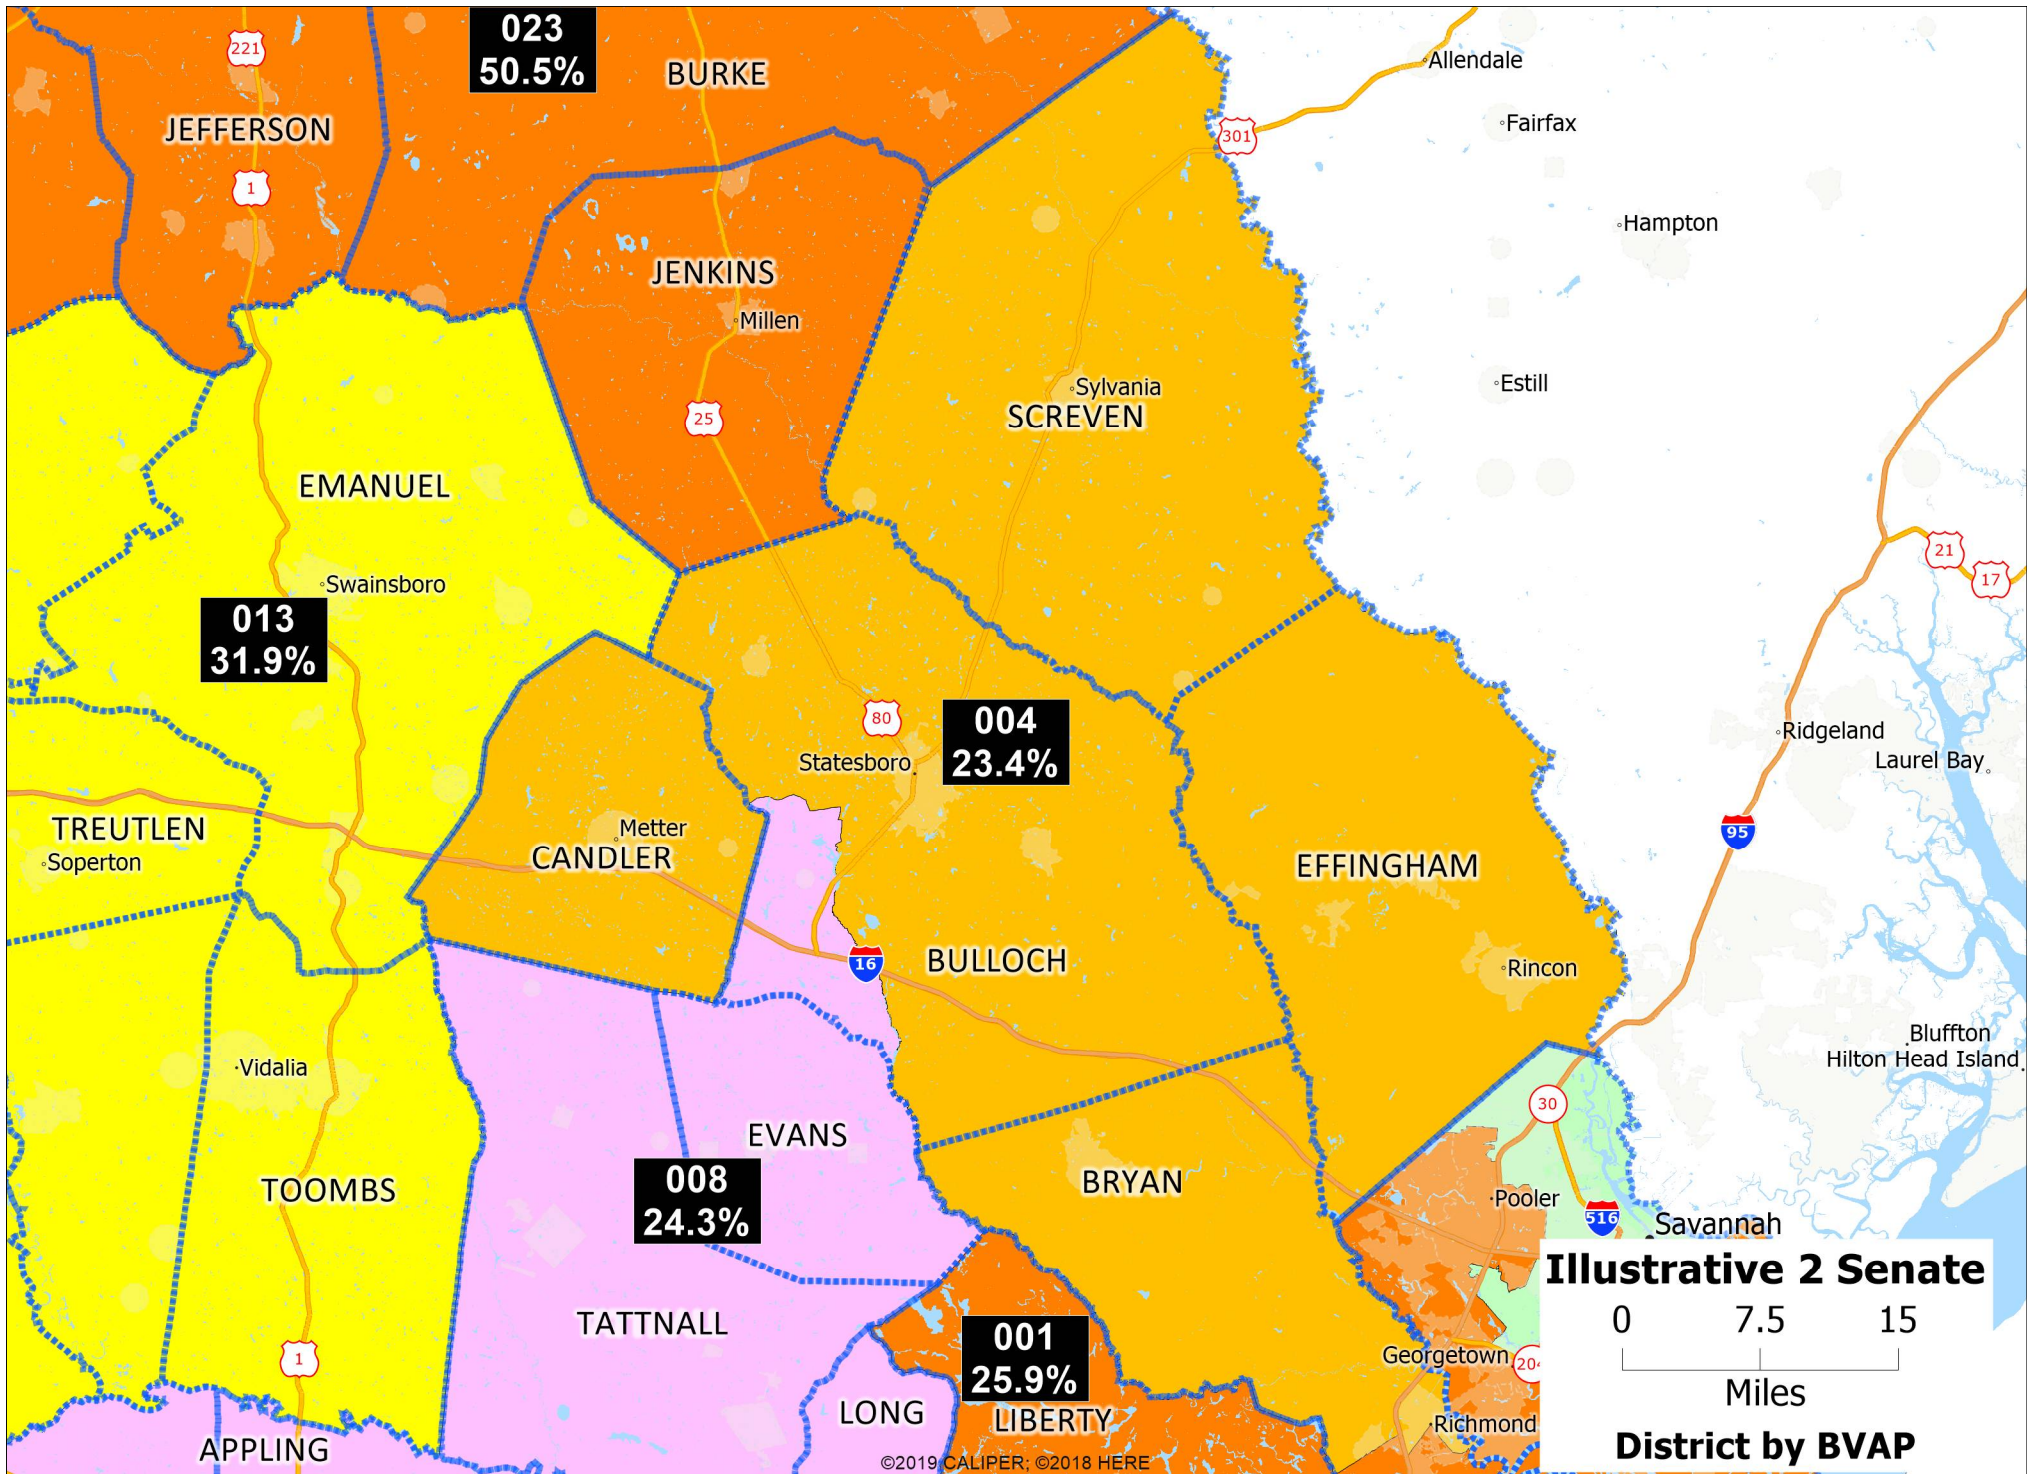 023
50.5%
BURKE
221
Allendale
JEFFERSON
Fairfax
301
1
Hampton
JENKINS
Millen
Sylvania
SCREVEN
Estill
25
EMANUEL
21
17
Swainsboro
013
31.9%
80
004
23.4%
Statesboro
Ridgeland
Laurel Bay
TREUTLEN
Soperton
Metter
CANDLER
95
EFFINGHAM
16
BULLOCH
Rincon
Bluffton
Hilton Head Island
Vidalia
30
EVANS
008
24.3%
TOOMBS
BRYAN
Pooler
516
Savannah
TATTNALL
001
25.9%
Georgetown
204
1
LONG
LIBERTY
Richmond
APPLING
©2019 CALIPER; ©2018 HERE
Illustrative 2 Senate
0 7.5 15
Miles
District by BVAP